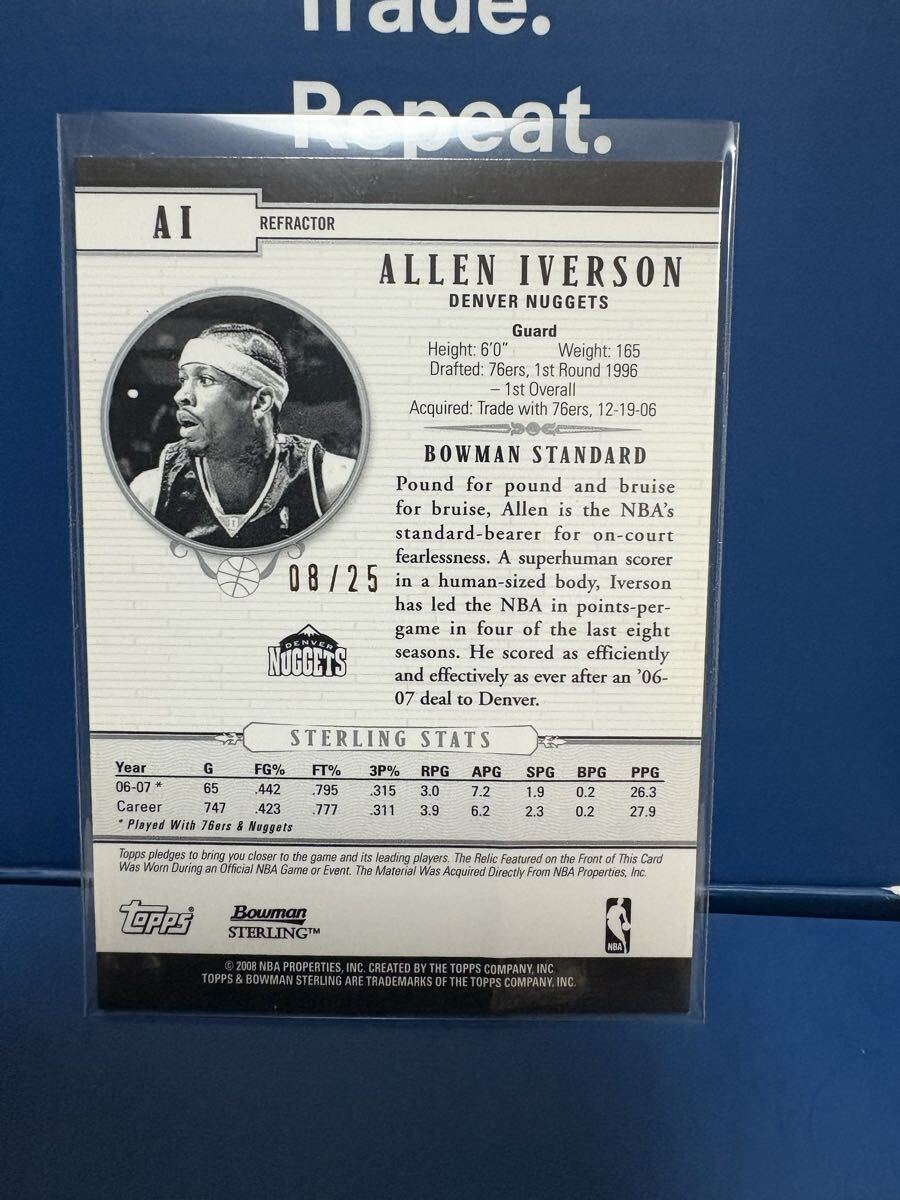 Trade.
Repeat.
AI
REFRACTOR
ALLEN IVERSON
DENVER NUGGETS
Guard
Height: 6'0" Weight: 165
Drafted: 76ers, 1st Round 1996
– 1st Overall
Acquired: Trade with 76ers, 12-19-06
BOWMAN STANDARD
Pound for pound and bruise
for bruise, Allen is the NBA's
standard-bearer for on-court
fearlessness. A superhuman scorer
in a human-sized body, Iverson
has led the NBA in points-per-
game in four of the last eight
seasons. He scored as efficiently
and effectively as ever after an '06-
07 deal to Denver.
08/25
DENVER
NUGGETS
STERLING STATS
Year G FG% FT% 3P% RPG APG SPG BPG PPG
06-07 * 65 .442 .795 .315 3.0 7.2 1.9 0.2 26.3
Career 747 .423 .777 .311 3.9 6.2 2.3 0.2 27.9
* Played With 76ers & Nuggets
Topps pledges to bring you closer to the game and its leading players. The Relic Featured on the Front of This Card
Was Worn During an Official NBA Game or Event. The Material Was Acquired Directly From NBA Properties, Inc.
Topps®
Bowman
STERLING™
NBA
© 2008 NBA PROPERTIES, INC. CREATED BY THE TOPPS COMPANY, INC
TOPPS & BOWMAN STERLING ARE TRADEMARKS OF THE TOPPS COMPANY, INC.